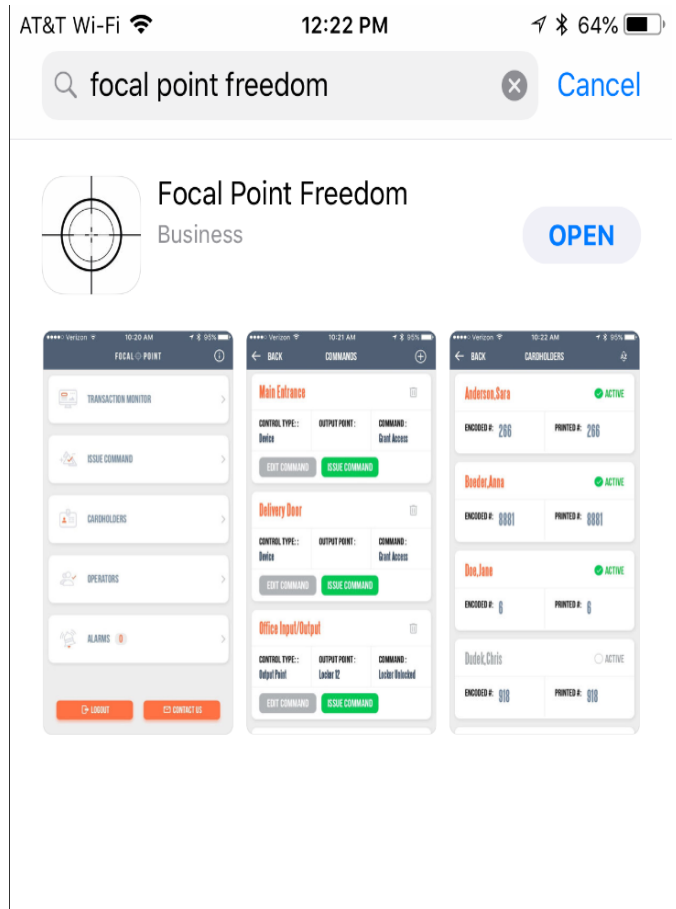 AT&T Wi-Fi 12:22 PM 64%
focal point freedom Cancel
Focal Point Freedom
Business
OPEN
Verizon 10:20 AM 95%
FOCAL POINT
TRANSACTION MONITOR
ISSUE COMMAND
CARDHOLDERS
OPERATORS
ALARMS 0
LOGOUT CONTACT US
Verizon 10:21 AM 95%
BACK COMMANDS
Main Entrance
CONTROL TYPE:: OUTPUT POINT: COMMAND:
Device Grant Access
EDIT COMMAND ISSUE COMMAND
Delivery Door
CONTROL TYPE:: OUTPUT POINT: COMMAND:
Device Grant Access
EDIT COMMAND ISSUE COMMAND
Office Input/Output
CONTROL TYPE:: OUTPUT POINT: COMMAND:
Output Point Locker 12 Locker Unlocked
EDIT COMMAND ISSUE COMMAND
Verizon 10:22 AM 95%
BACK CARDHOLDERS
Anderson,Sara ACTIVE
ENCODED #: 266 PRINTED #: 266
Boeder,Anna ACTIVE
ENCODED #: 8881 PRINTED #: 8881
Doe,Jane ACTIVE
ENCODED #: 6 PRINTED #: 6
Dudek,Chris ACTIVE
ENCODED #: 918 PRINTED #: 918